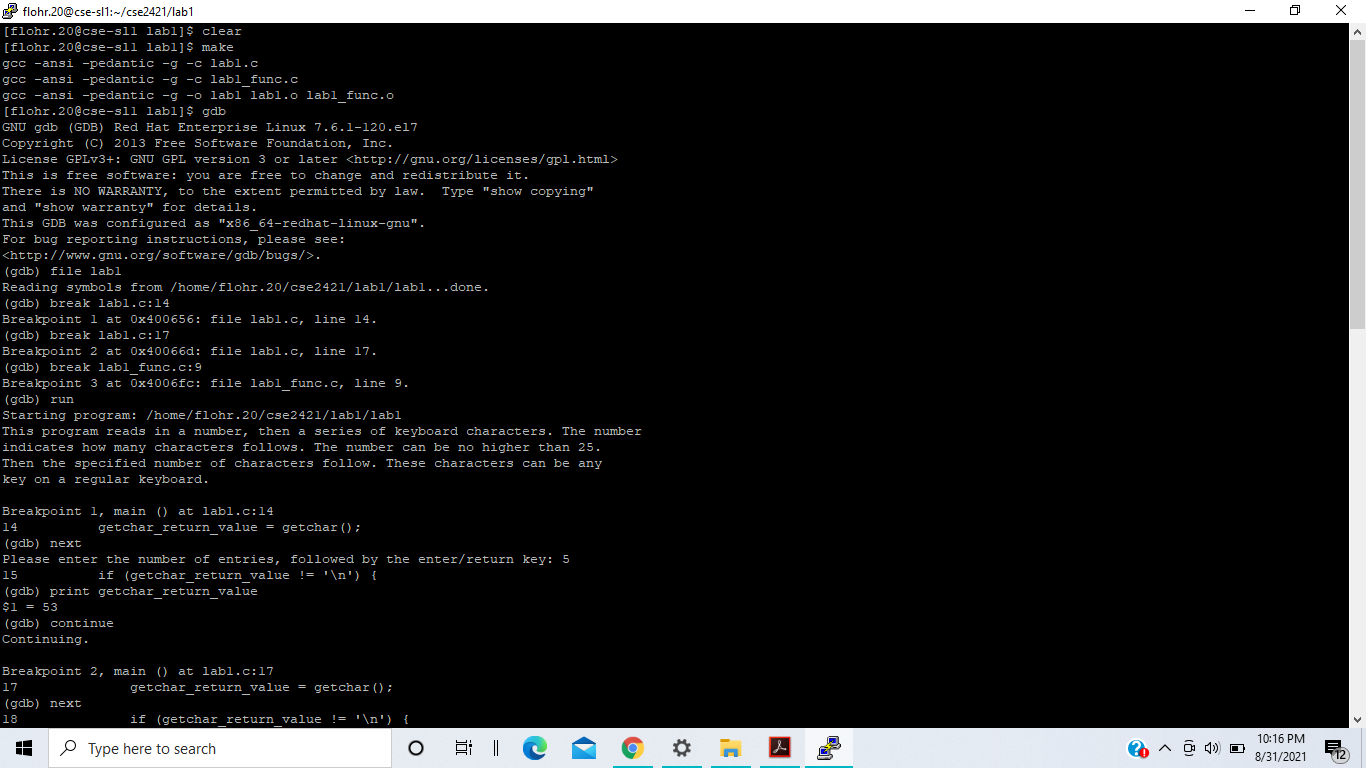 flohr.20@cse-sl1:~/cse2421/lab1
[flohr.20@cse-sl1 lab1]$ clear
[flohr.20@cse-sl1 lab1]$ make
gcc -ansi -pedantic -g -c lab1.c
gcc -ansi -pedantic -g -c lab1_func.c
gcc -ansi -pedantic -g -o lab1 lab1.o lab1_func.o
[flohr.20@cse-sl1 lab1]$ gdb
GNU gdb (GDB) Red Hat Enterprise Linux 7.6.1-120.el7
Copyright (C) 2013 Free Software Foundation, Inc.
License GPLv3+: GNU GPL version 3 or later <http://gnu.org/licenses/gpl.html>
This is free software: you are free to change and redistribute it.
There is NO WARRANTY, to the extent permitted by law.  Type "show copying"
and "show warranty" for details.
This GDB was configured as "x86_64-redhat-linux-gnu".
For bug reporting instructions, please see:
<http://www.gnu.org/software/gdb/bugs/>.
(gdb) file lab1
Reading symbols from /home/flohr.20/cse2421/lab1/lab1...done.
(gdb) break lab1.c:14
Breakpoint 1 at 0x400656: file lab1.c, line 14.
(gdb) break lab1.c:17
Breakpoint 2 at 0x40066d: file lab1.c, line 17.
(gdb) break lab1_func.c:9
Breakpoint 3 at 0x4006fc: file lab1_func.c, line 9.
(gdb) run
Starting program: /home/flohr.20/cse2421/lab1/lab1
This program reads in a number, then a series of keyboard characters. The number
indicates how many characters follows. The number can be no higher than 25.
Then the specified number of characters follow. These characters can be any
key on a regular keyboard.
Breakpoint 1, main () at lab1.c:14
14          getchar_return_value = getchar();
(gdb) next
Please enter the number of entries, followed by the enter/return key: 5
15          if (getchar_return_value != '\n') {
(gdb) print getchar_return_value
$1 = 53
(gdb) continue
Continuing.
Breakpoint 2, main () at lab1.c:17
17              getchar_return_value = getchar();
(gdb) next
18              if (getchar_return_value != '\n') {
Type here to search
10:16 PM
8/31/2021
12